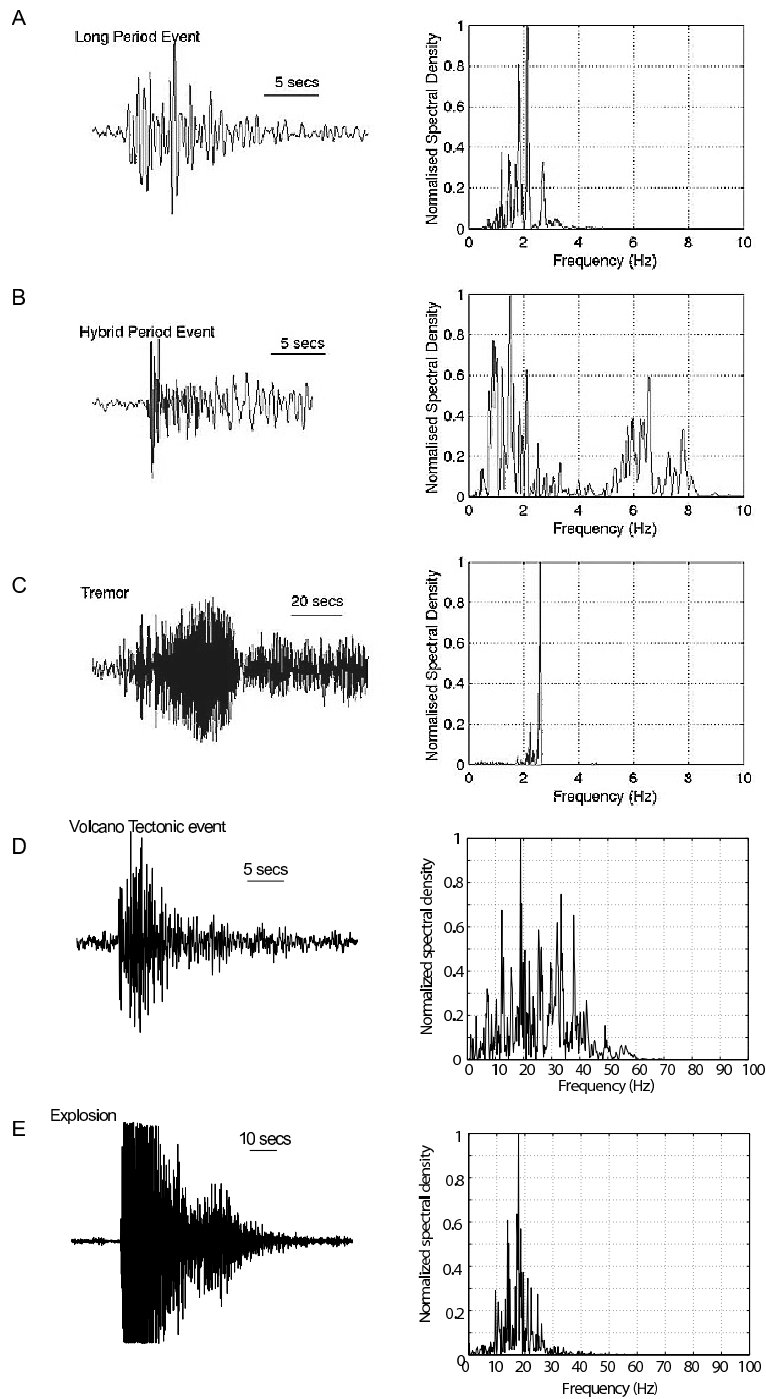 A
Long Period Event
5 secs
Normalised Spectral Density
1
0.8
0.6
0.4
0.2
0
0 2 4 6 8 10
Frequency (Hz)
B
Hybrid Period Event
5 secs
Normalised Spectral Density
1
0.8
0.6
0.4
0.2
0
0 2 4 6 8 10
Frequency (Hz)
C
Tremor
20 secs
Normalised Spectral Density
1
0.8
0.6
0.4
0.2
0
0 2 4 6 8 10
Frequency (Hz)
D
Volcano Tectonic event
5 secs
Normalized spectral density
1
0.8
0.6
0.4
0.2
0
0 10 20 30 40 50 60 70 80 90 100
Frequency (Hz)
E
Explosion
10 secs
Normalized spectral density
1
0.8
0.6
0.4
0.2
0
0 10 20 30 40 50 60 70 80 90 100
Frequency (Hz)